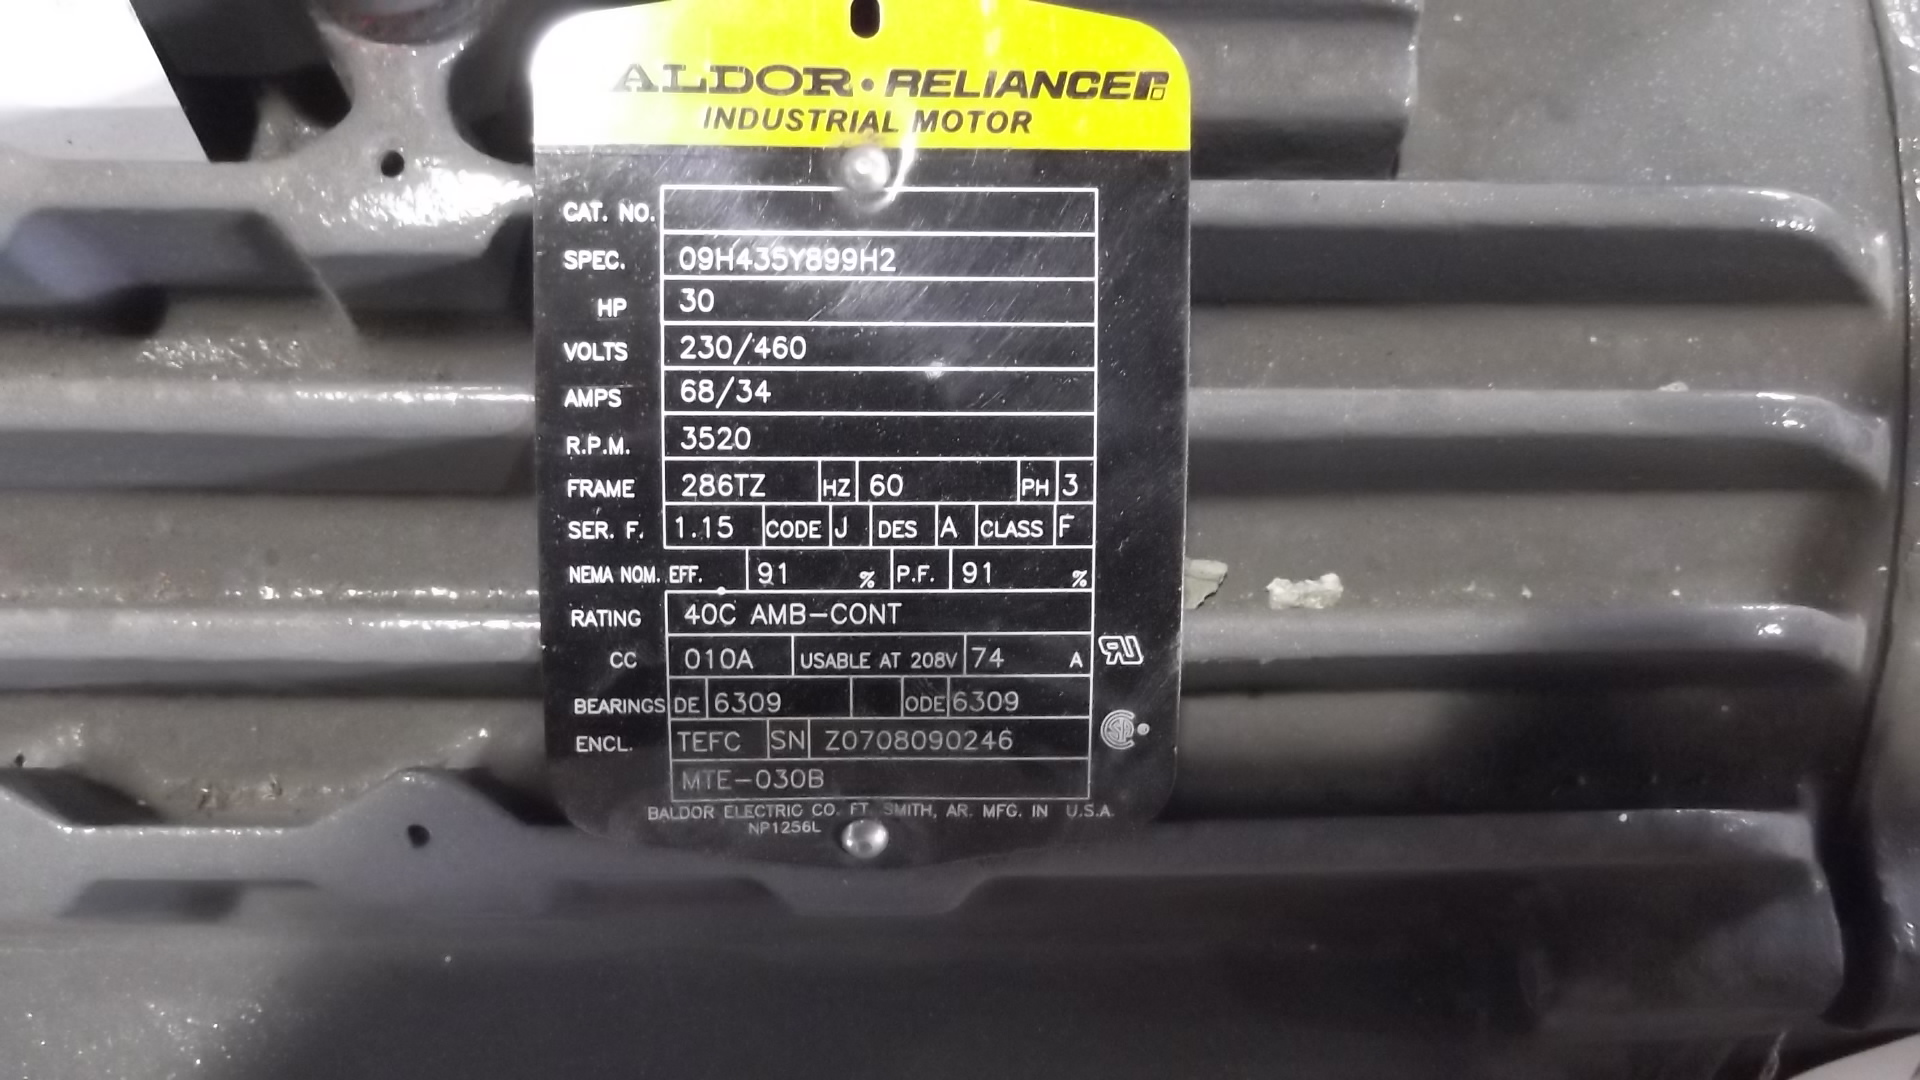 ALDOR • RELIANCE
INDUSTRIAL MOTOR
CAT. NO.
SPEC. 09H435Y899H2
HP 30
VOLTS 230/460
AMPS 68/34
R.P.M. 3520
FRAME 286TZ HZ 60 PH 3
SER. F. 1.15 CODE J DES A CLASS F
NEMA NOM. EFF. 91 % P.F. 91 %
RATING 40C AMB-CONT
CC 010A USABLE AT 208V 74 A
BEARINGS DE 6309 ODE 6309
ENCL. TEFC SN Z0708090246
MTE-030B
BALDOR ELECTRIC CO. FT. SMITH, AR. MFG. IN U.S.A.
NP1256L